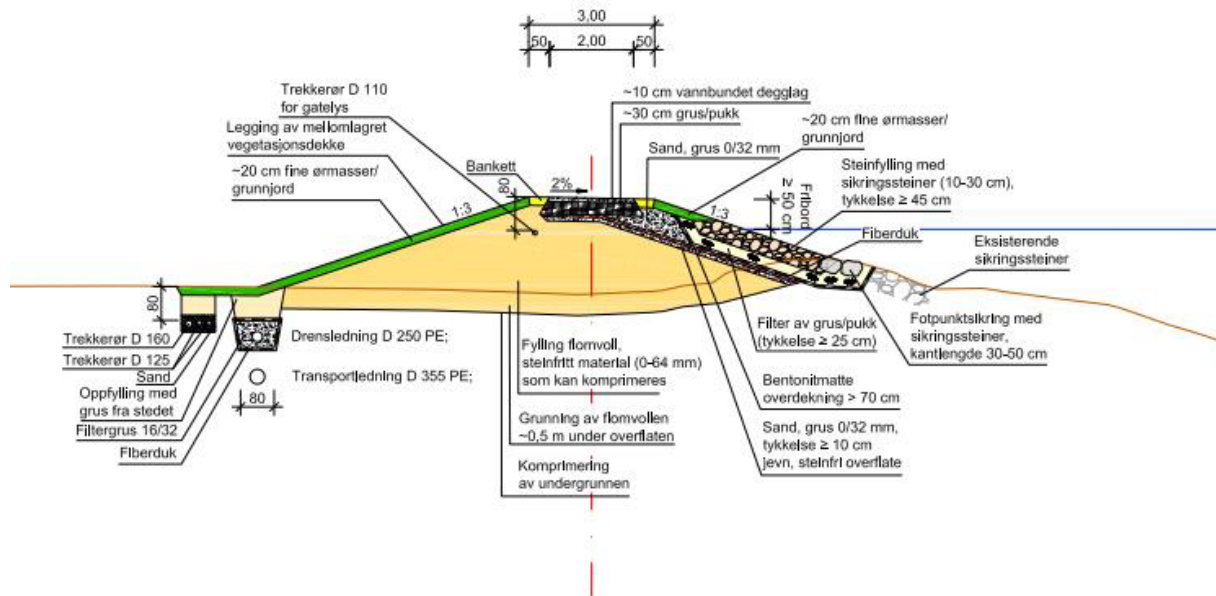 3,00
50
2,00
50
Trekkerør D 110
for gatelys
Legging av mellomlagret
vegetasjonsdekke
~20 cm fine ørmasser/
grunnjord
Bankett
80
2%
1:3
~10 cm vannbundet degglag
~30 cm grus/pukk
Sand, grus 0/32 mm
~20 cm fine ørmasser/
grunnjord
Steinfylling med
sikringssteiner (10-30 cm),
tykkelse ≥ 45 cm
1:3
Fribord
≥ 50 cm
Fiberduk
Eksisterende
sikringssteiner
80
Trekkerør D 160
Trekkerør D 125
Sand
Oppfylling med
grus fra stedet
Filtergrus 16/32
Fiberduk
Drensledning D 250 PE;
Transportledning D 355 PE;
80
Fylling flomvoll,
steinfritt material (0-64 mm)
som kan komprimeres
Grunning av flomvollen
~0,5 m under overflaten
Komprimering
av undergrunnen
Filter av grus/pukk
(tykkelse ≥ 25 cm)
Fotpunktsikring med
sikringssteiner,
kantlengde 30-50 cm
Bentonitmatte
overdekning > 70 cm
Sand, grus 0/32 mm,
tykkelse ≥ 10 cm
jevn, steinfri overflate